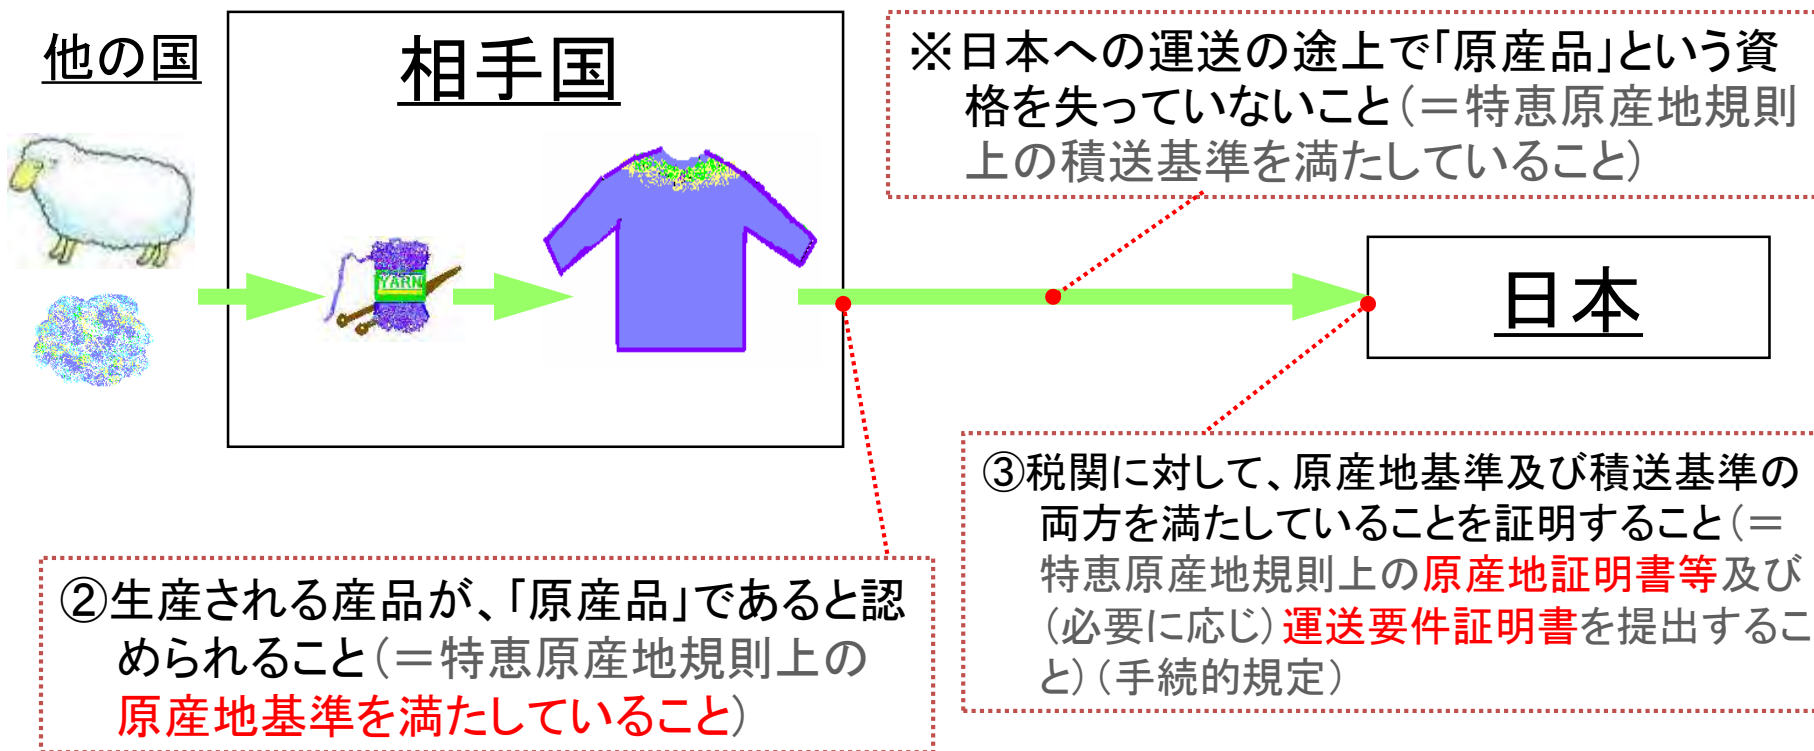 他の国
相手国
※日本への運送の途上で「原産品」という資
格を失っていないこと(＝特恵原産地規則
上の積送基準を満たしていること)
YARN
日本
②生産される産品が、「原産品」であると認
められること(＝特恵原産地規則上の
原産地基準を満たしていること)
③税関に対して、原産地基準及び積送基準の
両方を満たしていることを証明すること(＝
特恵原産地規則上の原産地証明書等及び
(必要に応じ)運送要件証明書を提出するこ
と)(手続的規定)